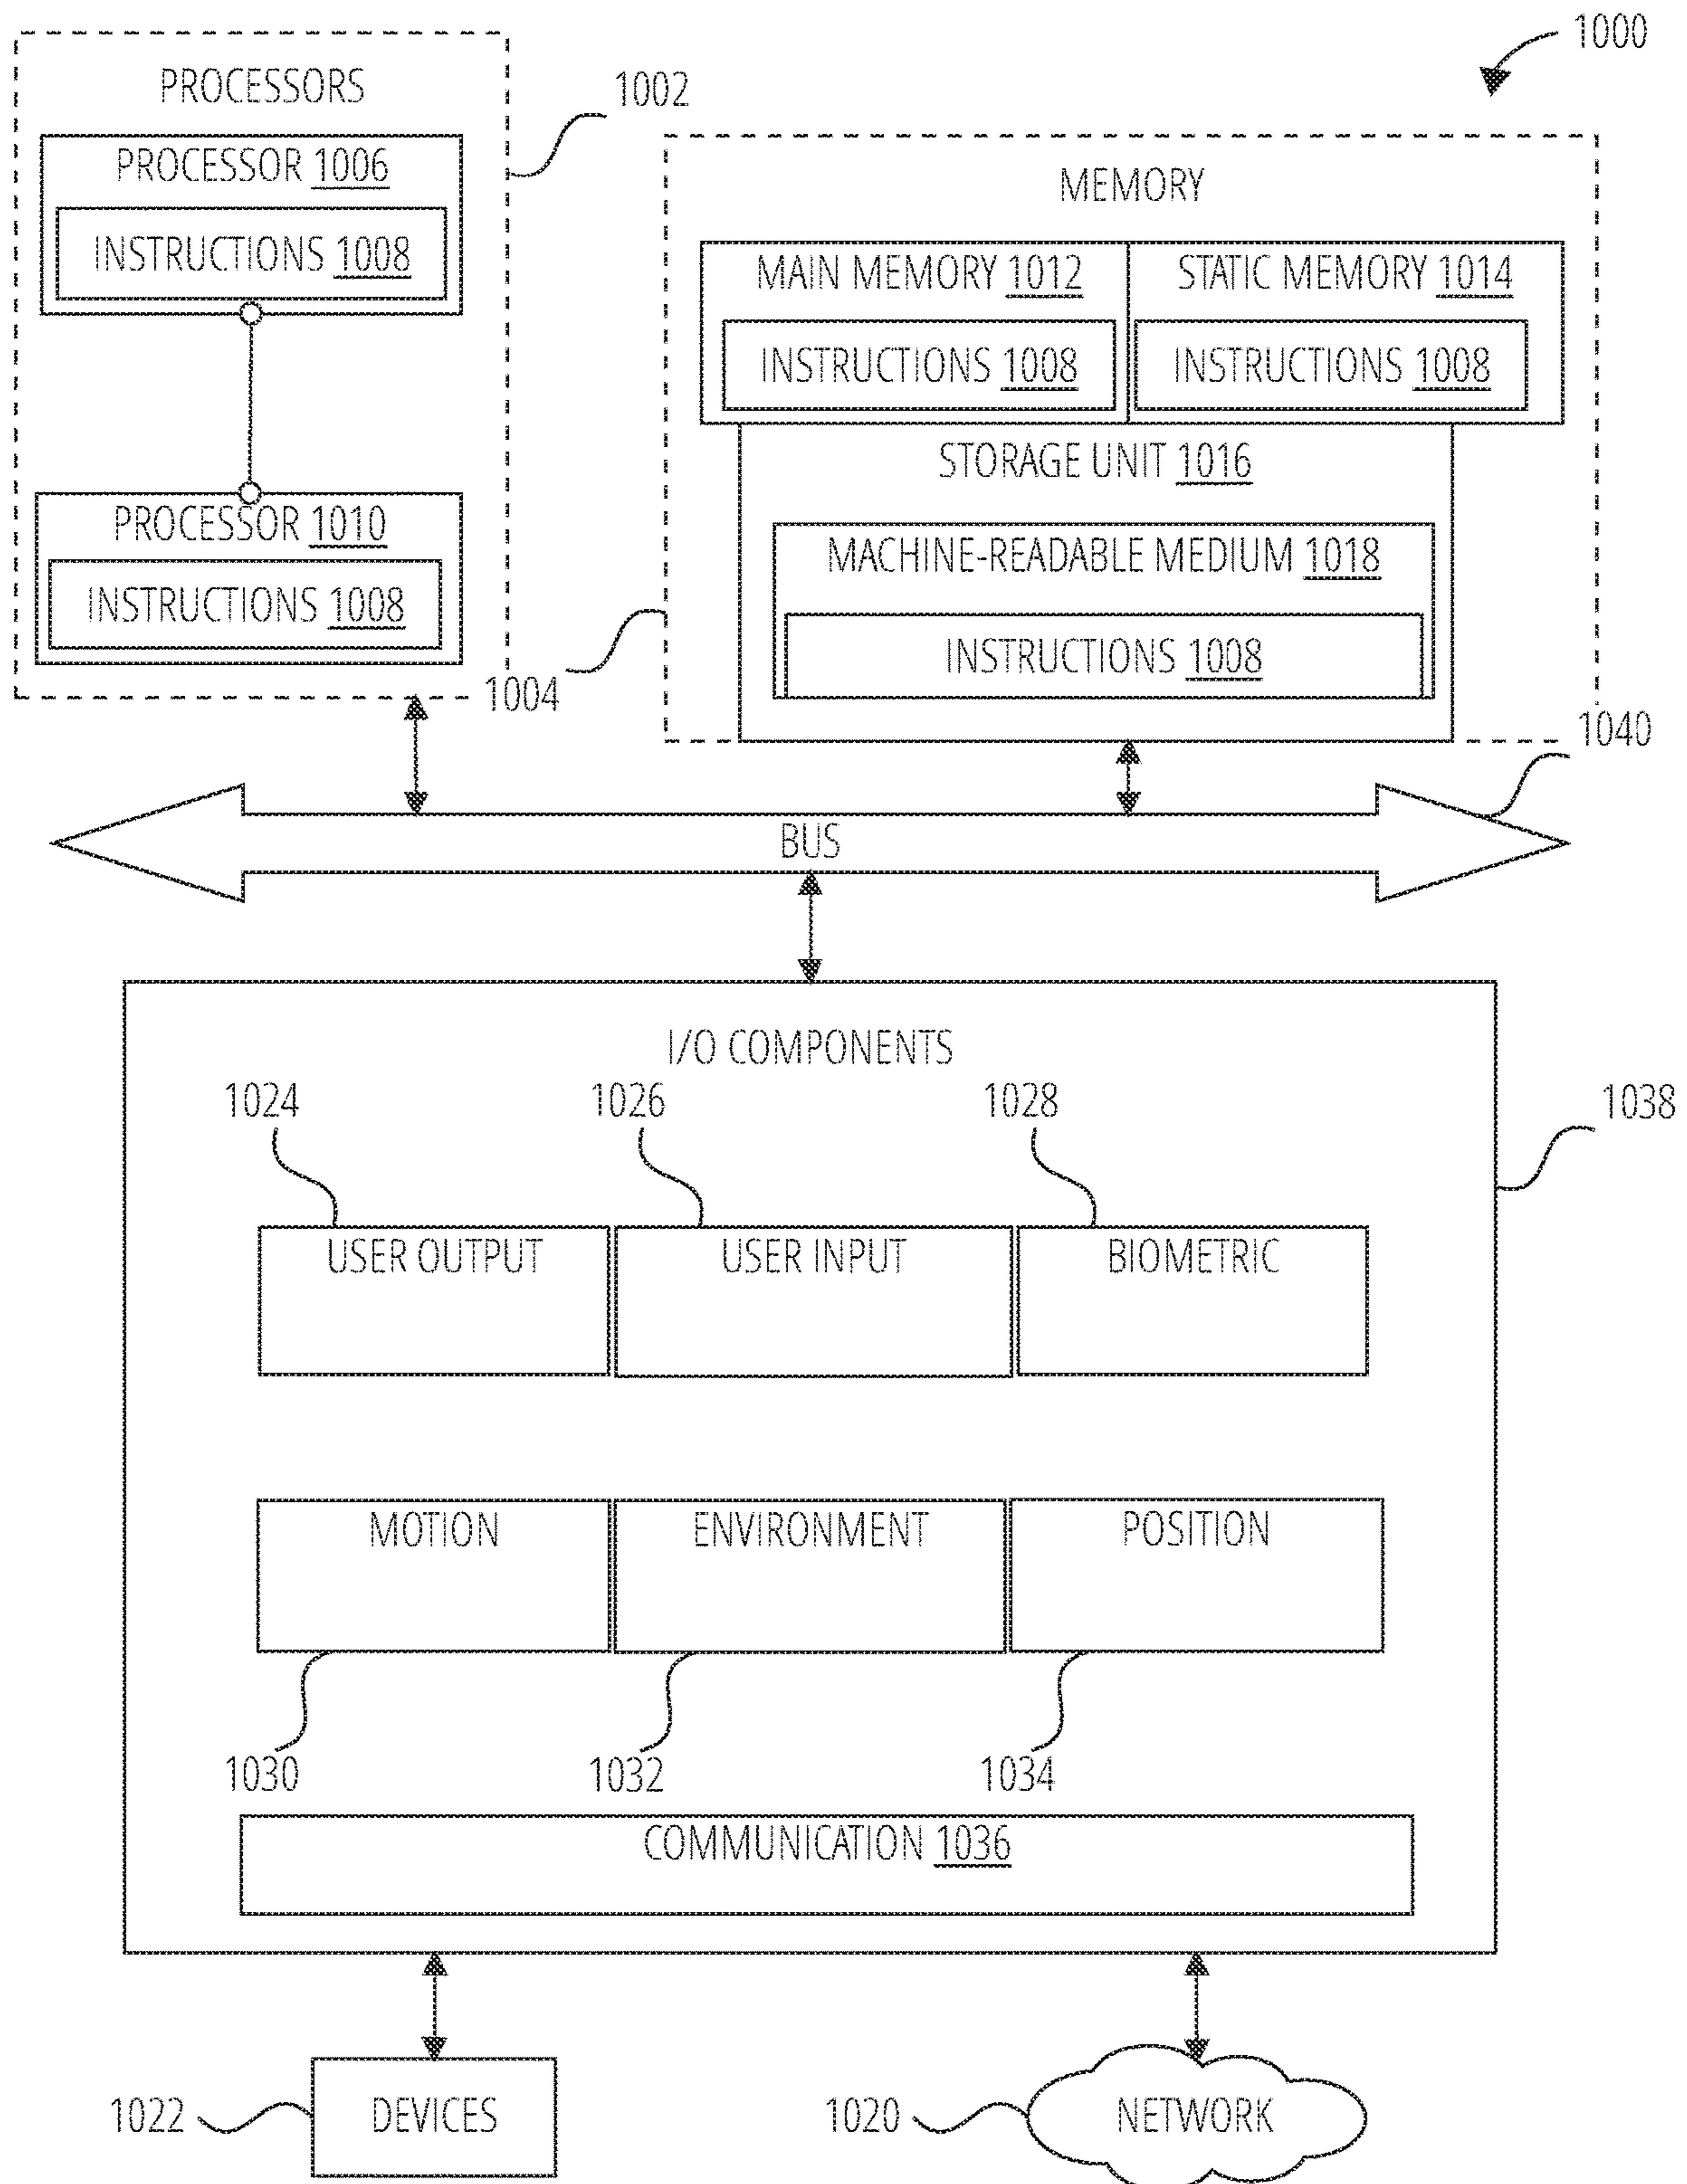 1000
PROCESSORS
1002
PROCESSOR 1006
INSTRUCTIONS 1008
PROCESSOR 1010
INSTRUCTIONS 1008
MEMORY
MAIN MEMORY 1012
STATIC MEMORY 1014
INSTRUCTIONS 1008
INSTRUCTIONS 1008
STORAGE UNIT 1016
MACHINE-READABLE MEDIUM 1018
INSTRUCTIONS 1008
1004
1040
BUS
I/O COMPONENTS
1024
1026
1028
1038
USER OUTPUT
USER INPUT
BIOMETRIC
MOTION
ENVIRONMENT
POSITION
1030
1032
1034
COMMUNICATION 1036
1022
DEVICES
1020
NETWORK